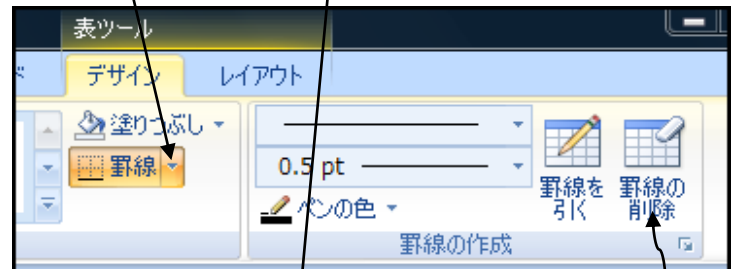 表ツール
ド デザイン レイアウト
塗りつぶし
罫線
0.5 pt
ペンの色
罫線を
引く
罫線の
削除
罫線の作成